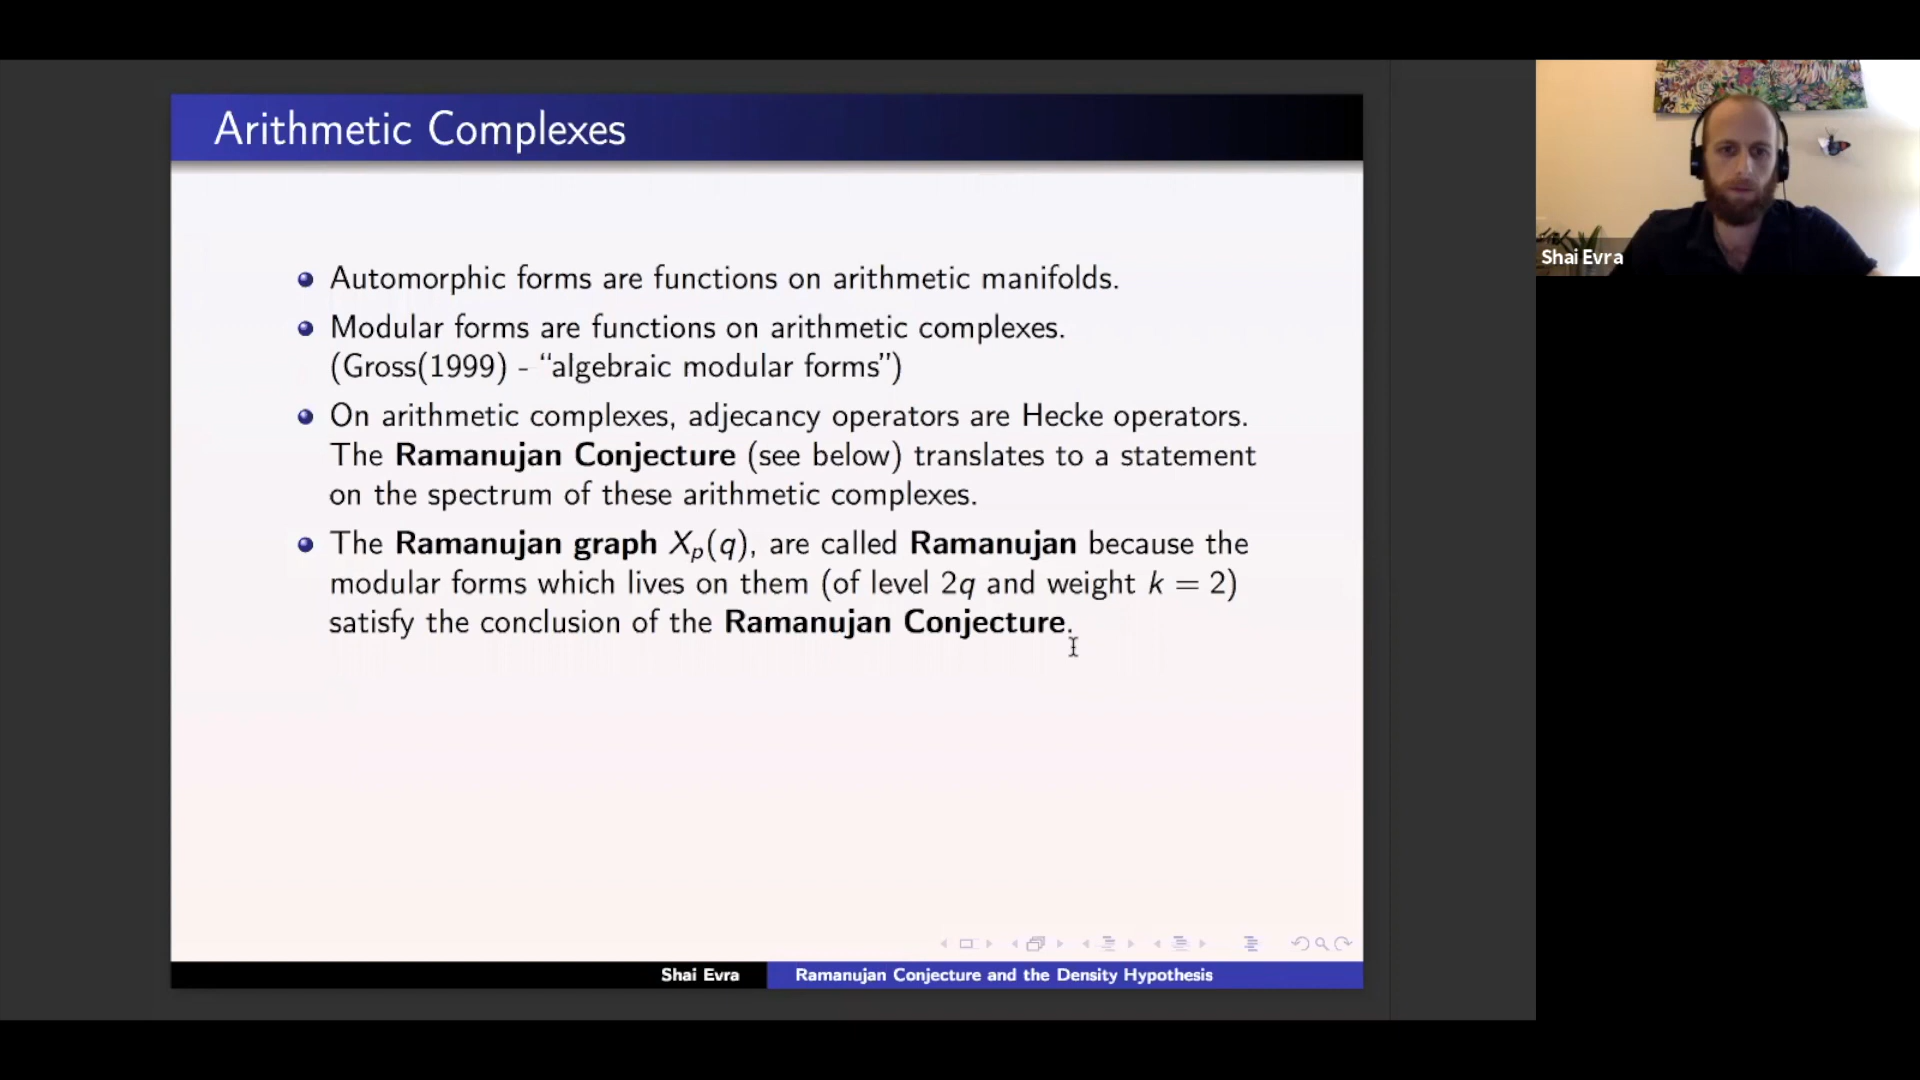 Arithmetic Complexes
Automorphic forms are functions on arithmetic manifolds.
Modular forms are functions on arithmetic complexes.
(Gross(1999) - “algebraic modular forms”)
On arithmetic complexes, adjecancy operators are Hecke operators.
The Ramanujan Conjecture (see below) translates to a statement
on the spectrum of these arithmetic complexes.
The Ramanujan graph Xp(q), are called Ramanujan because the
modular forms which lives on them (of level 2q and weight k = 2)
satisfy the conclusion of the Ramanujan Conjecture.
Shai Evra
Ramanujan Conjecture and the Density Hypothesis
Shai Evra